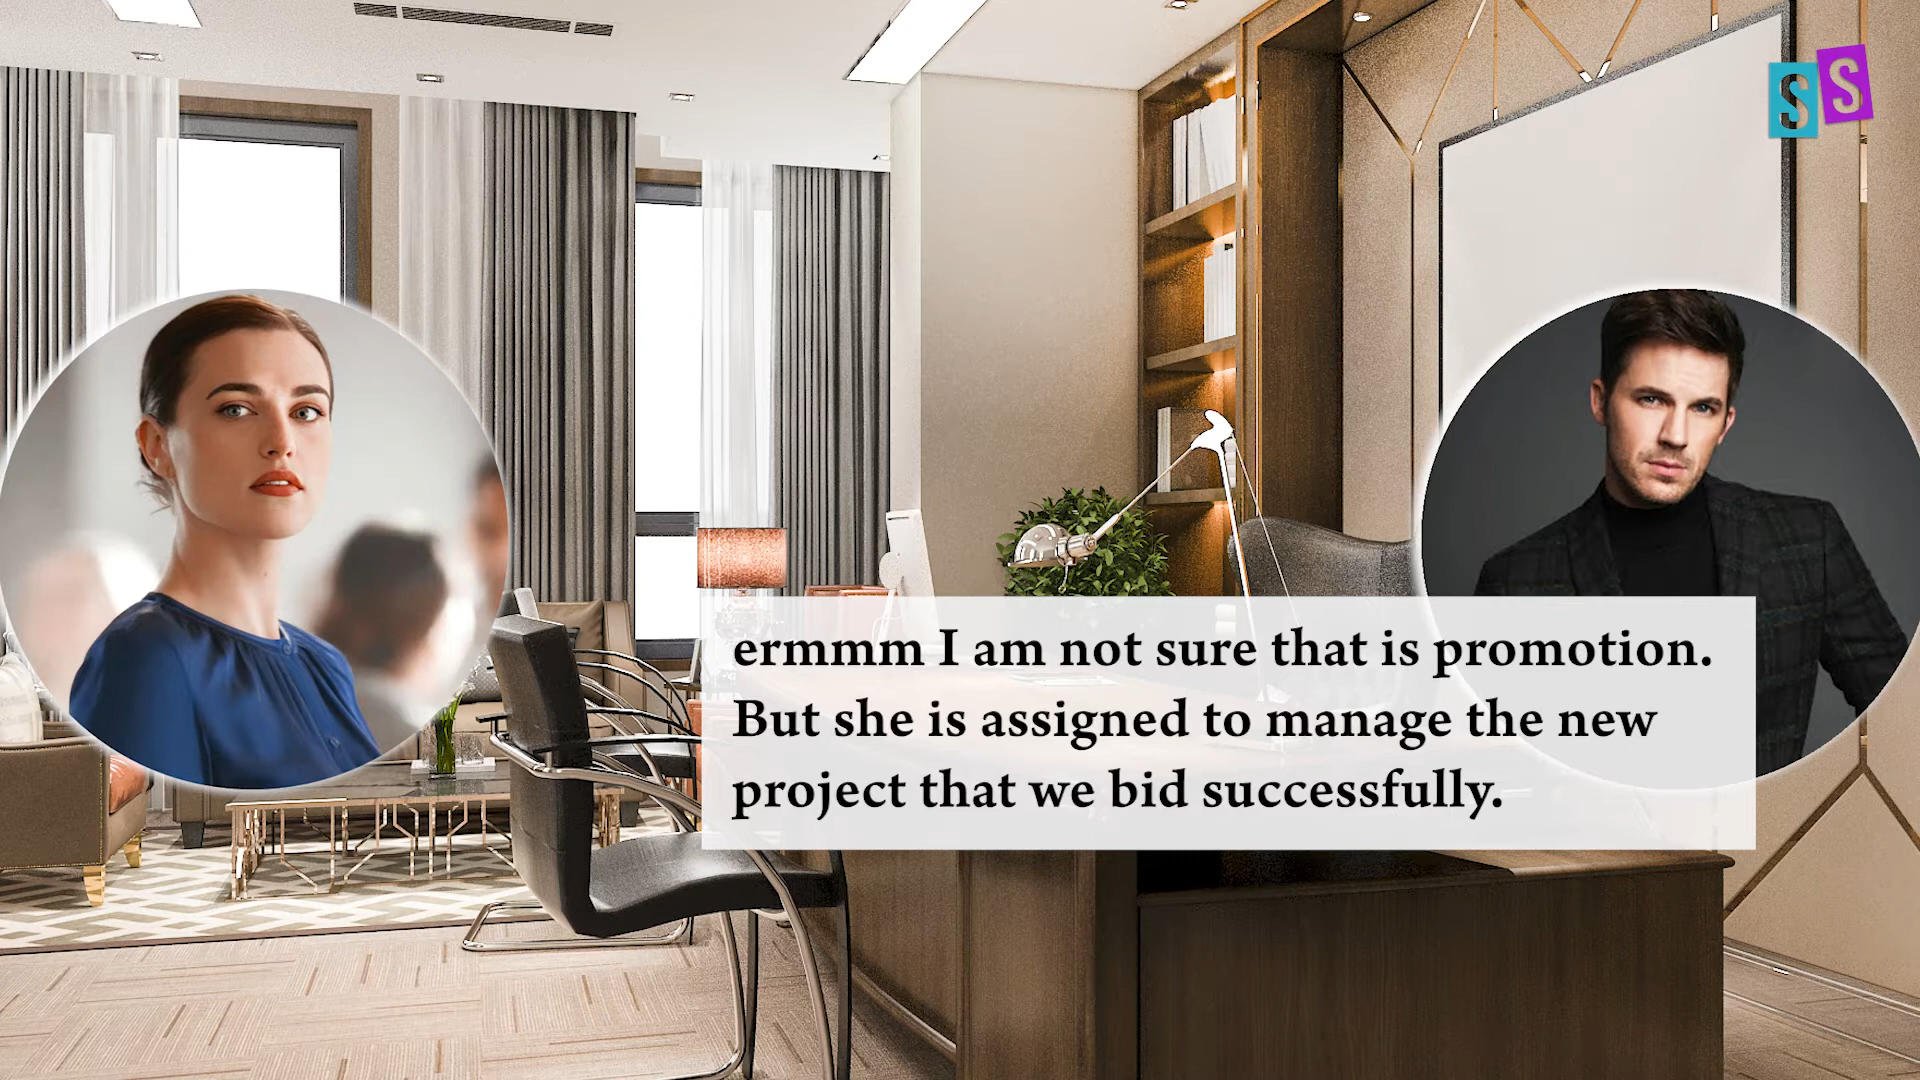 SS
ermmm I am not sure that is promotion.
But she is assigned to manage the new
project that we bid successfully.